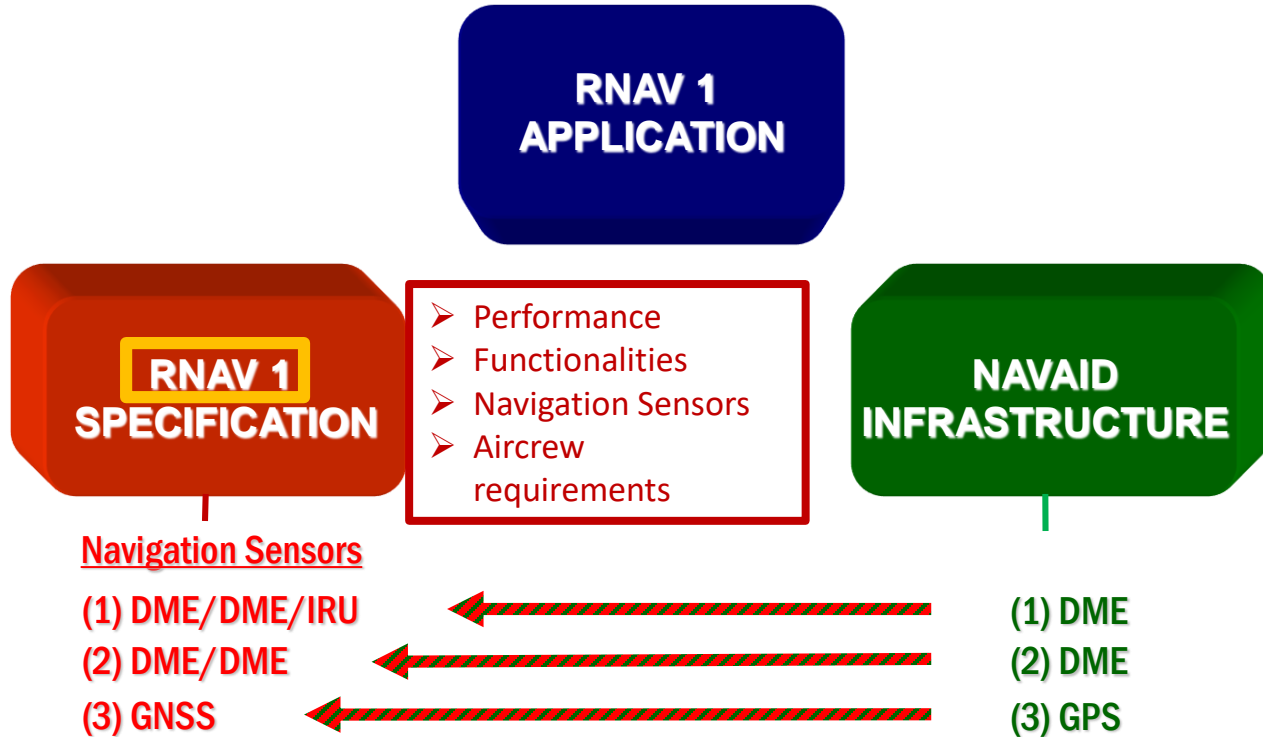 RNAV 1
APPLICATION
RNAV 1
SPECIFICATION
➢ Performance
➢ Functionalities
➢ Navigation Sensors
➢ Aircrew
requirements
NAVAID
INFRASTRUCTURE
Navigation Sensors
(1) DME/DME/IRU
(1) DME
(2) DME/DME
(2) DME
(3) GNSS
(3) GPS